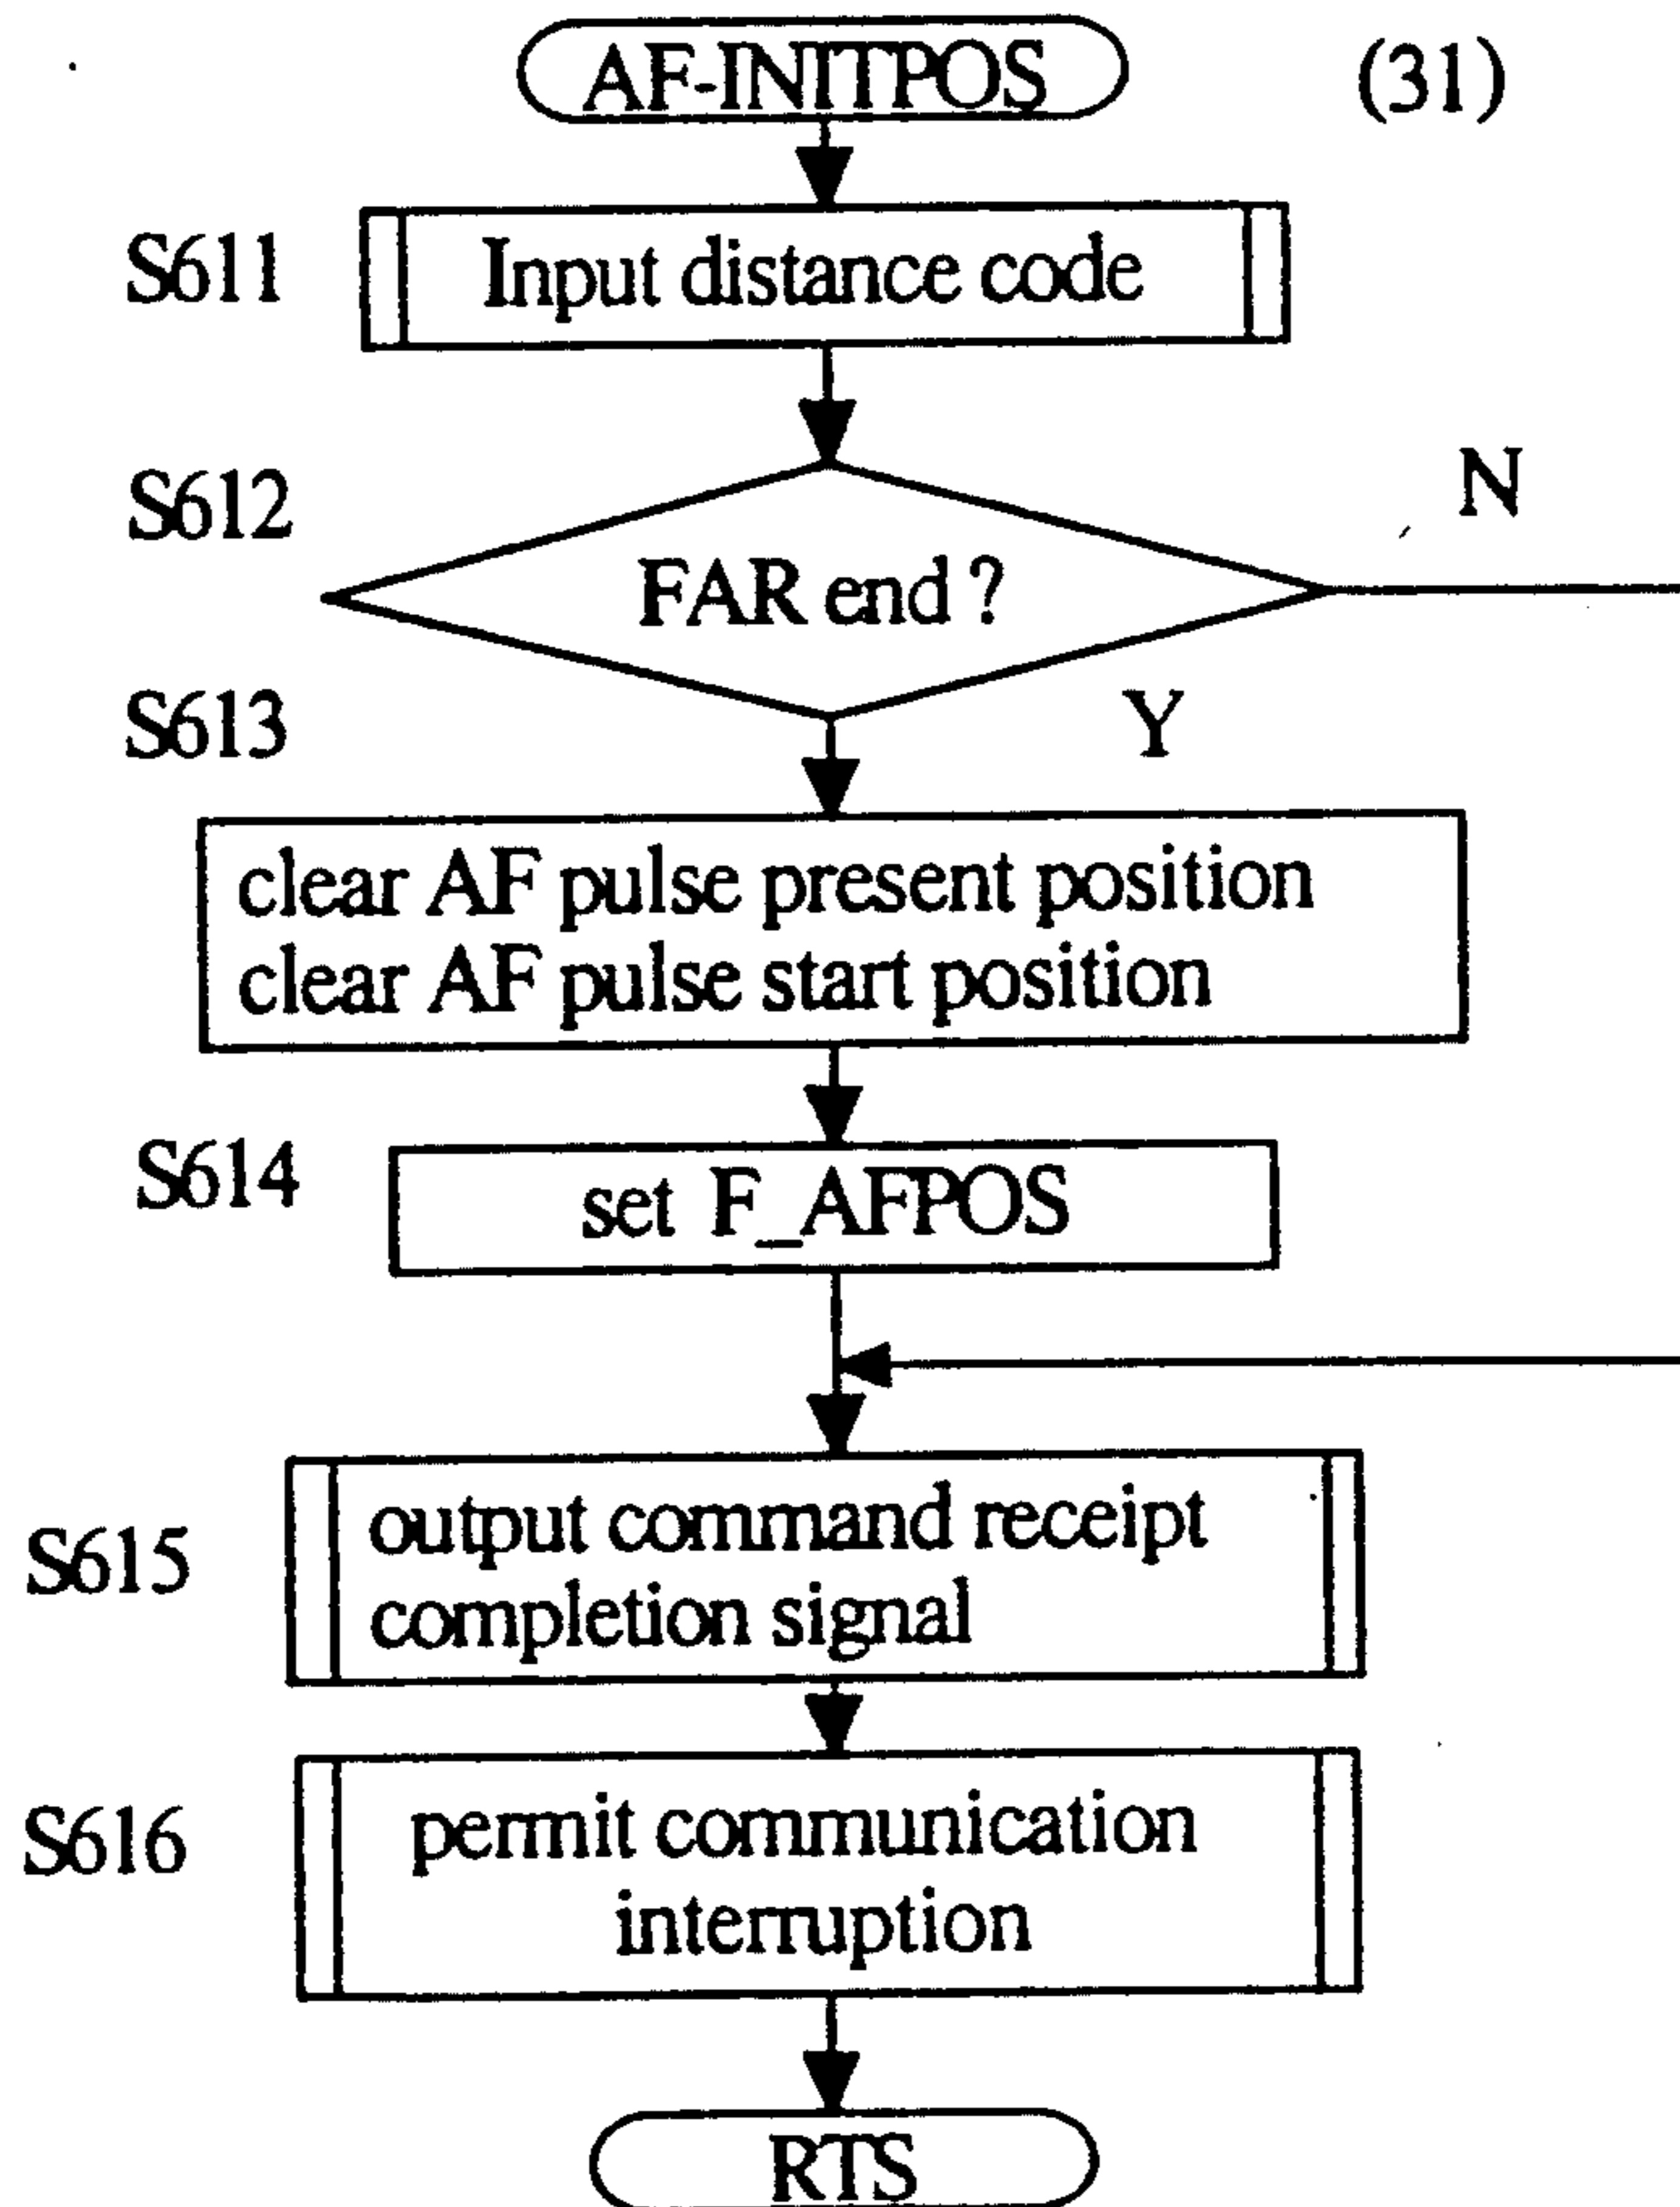 AF-INITPOS
(31)
S611
Input distance code
S612
N
FAR end ?
S613
Y
clear AF pulse present position
clear AF pulse start position
S614
set F_AFPOS
S615
output command receipt
completion signal
S616
permit communication
interruption
RTS